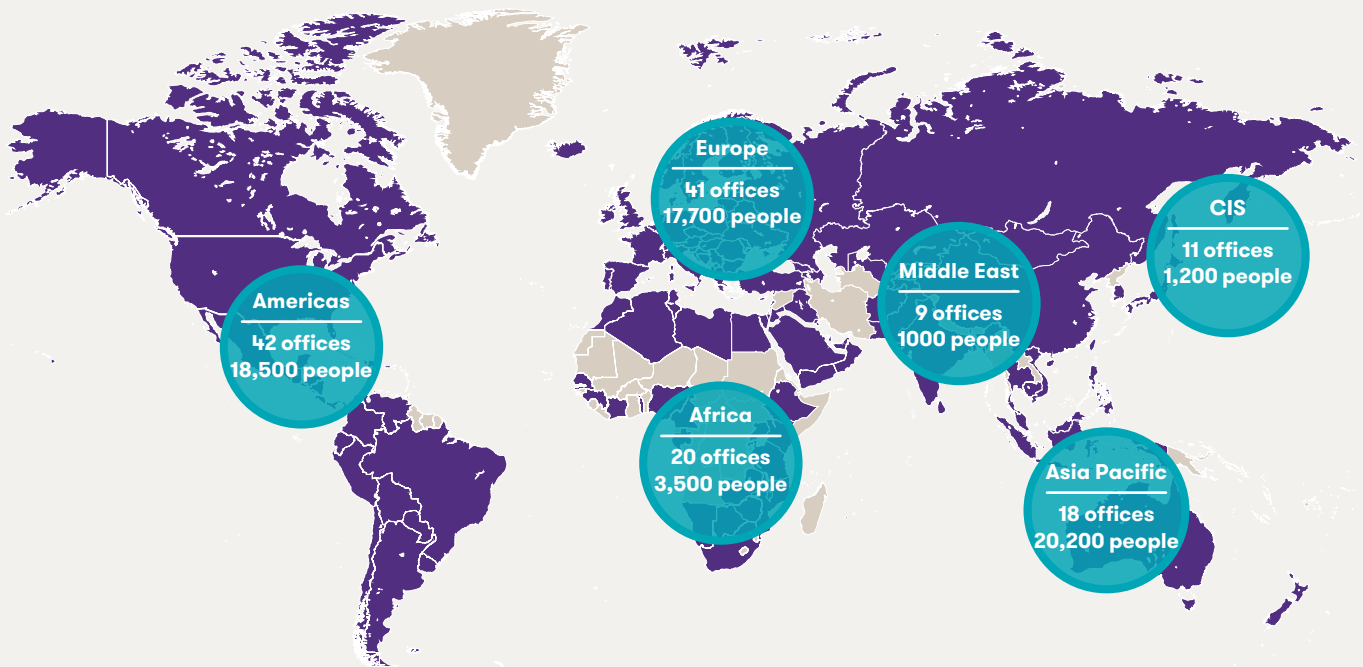 Europe
41 offices
17,700 people
CIS
11 offices
1,200 people
Middle East
9 offices
1000 people
Americas
42 offices
18,500 people
Africa
20 offices
3,500 people
Asia Pacific
18 offices
20,200 people